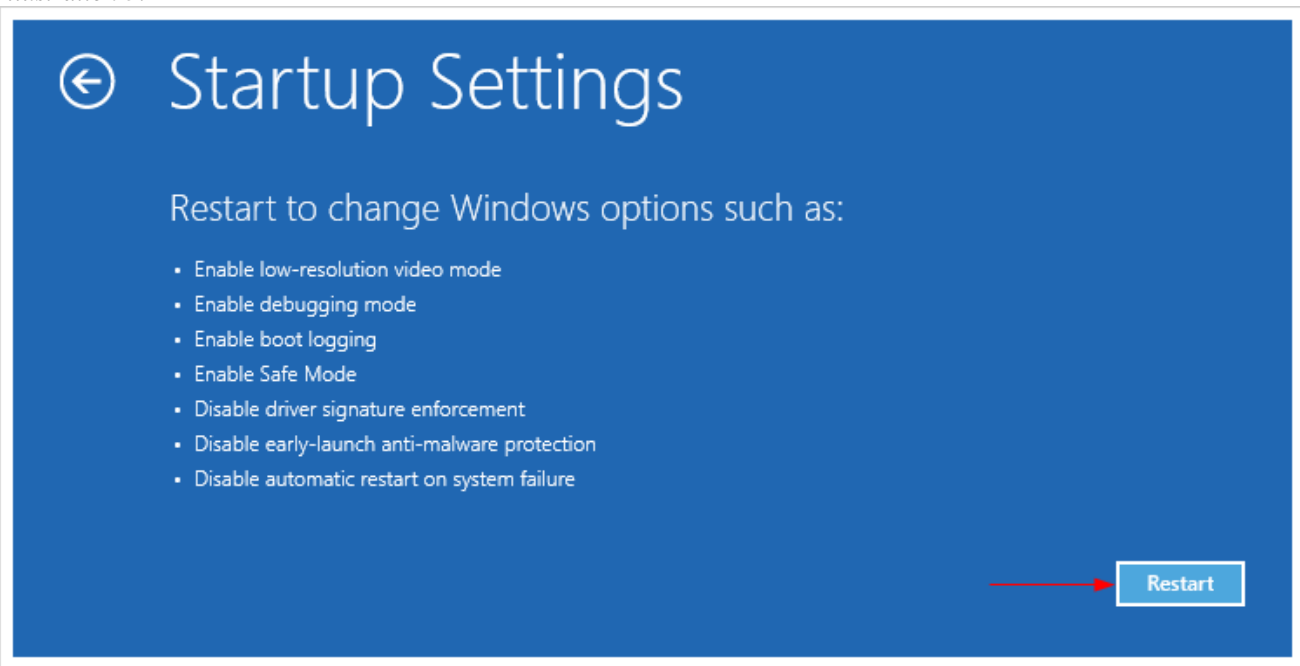 Startup Settings
Restart to change Windows options such as:
▪ Enable low-resolution video mode
▪ Enable debugging mode
▪ Enable boot logging
▪ Enable Safe Mode
▪ Disable driver signature enforcement
▪ Disable early-launch anti-malware protection
▪ Disable automatic restart on system failure
Restart